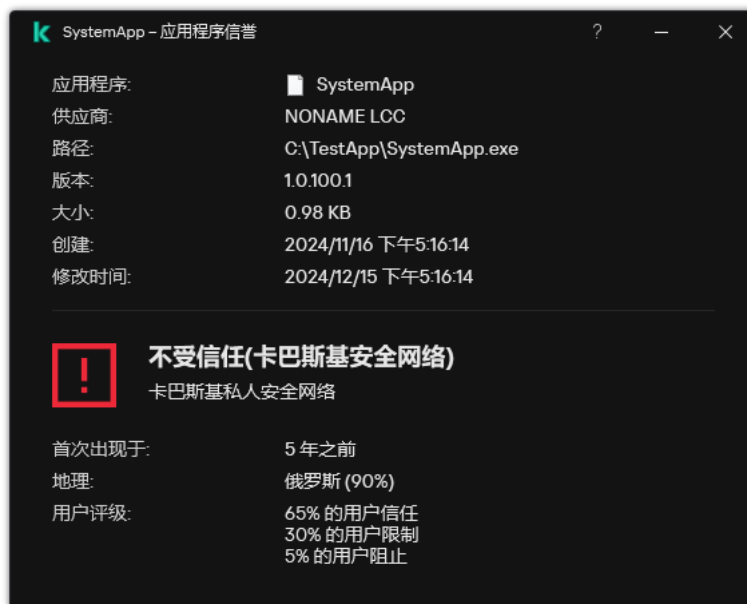 SystemApp – 应用程序信誉
应用程序: SystemApp
供应商: NONAME LCC
路径: C:\TestApp\SystemApp.exe
版本: 1.0.100.1
大小: 0.98 KB
创建: 2024/11/16 下午5:16:14
修改时间: 2024/12/15 下午5:16:14
不受信任(卡巴斯基安全网络)
卡巴斯基私人安全网络
首次出现于: 5 年之前
地理: 俄罗斯 (90%)
用户评级: 65% 的用户信任
30% 的用户限制
5% 的用户阻止